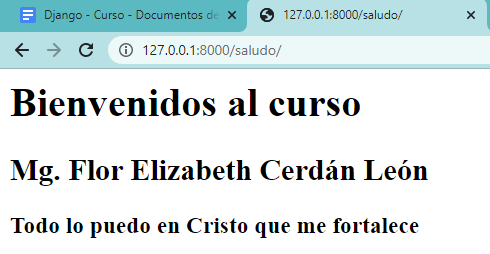 Django - Curso - Documentos de
127.0.0.1:8000/saludo/
127.0.0.1:8000/saludo/
Bienvenidos al curso
Mg. Flor Elizabeth Cerdán León
Todo lo puedo en Cristo que me fortalece